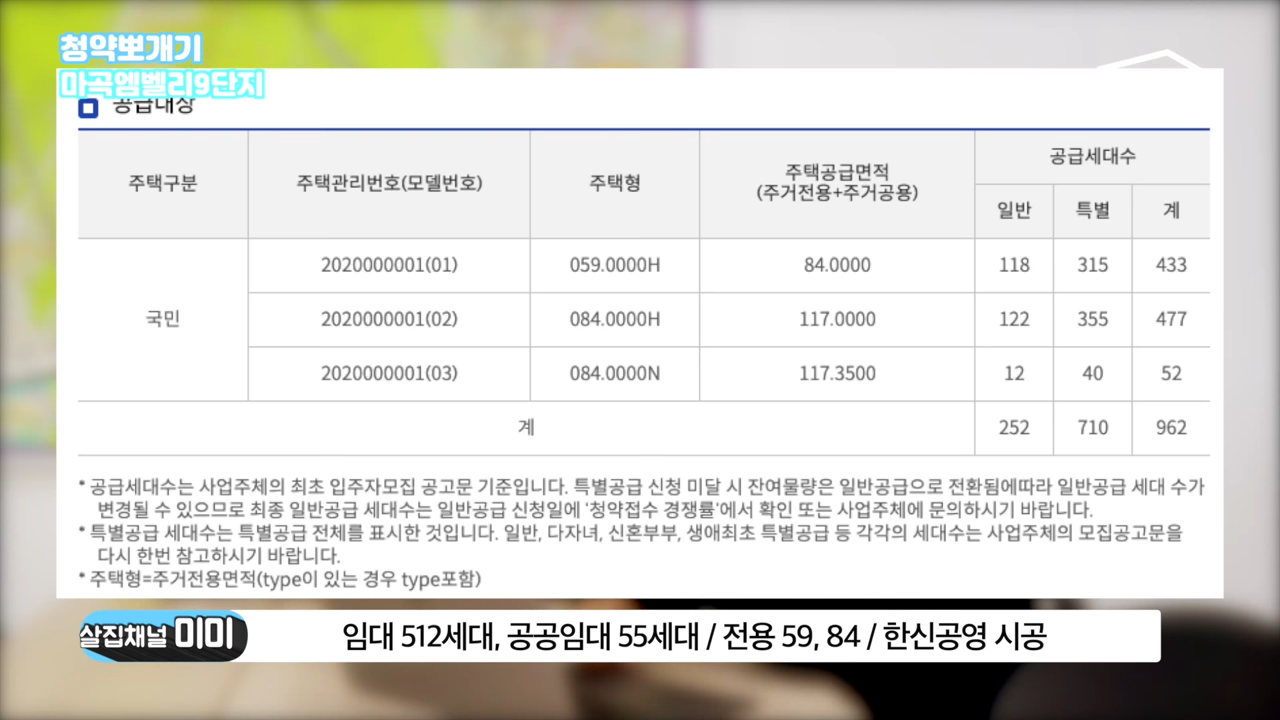 청약뽀개기
마곡엠벨리9단지
공급대상
주택구분 주택관리번호(모델번호) 주택형 주택공급면적 (주거전용+주거공용) 공급세대수
일반 특별 계
국민
2020000001(01) 059.0000H 84.0000 118 315 433
2020000001(02) 084.0000H 117.0000 122 355 477
2020000001(03) 084.0000N 117.3500 12 40 52
계 252 710 962
* 공급세대수는 사업주체의 최초 입주자모집 공고문 기준입니다. 특별공급 신청 미달 시 잔여물량은 일반공급으로 전환됨에따라 일반공급 세대 수가
변경될 수 있으므로 최종 일반공급 세대수는 일반공급 신청일에 '청약접수 경쟁률'에서 확인 또는 사업주체에 문의하시기 바랍니다.
* 특별공급 세대수는 특별공급 전체를 표시한 것입니다. 일반, 다자녀, 신혼부부, 생애최초 특별공급 등 각각의 세대수는 사업주체의 모집공고문을
다시 한번 참고하시기 바랍니다.
* 주택형=주거전용면적(type이 있는 경우 type포함)
살집채널 이미
임대 512세대, 공공임대 55세대 / 전용 59, 84 / 한신공영 시공